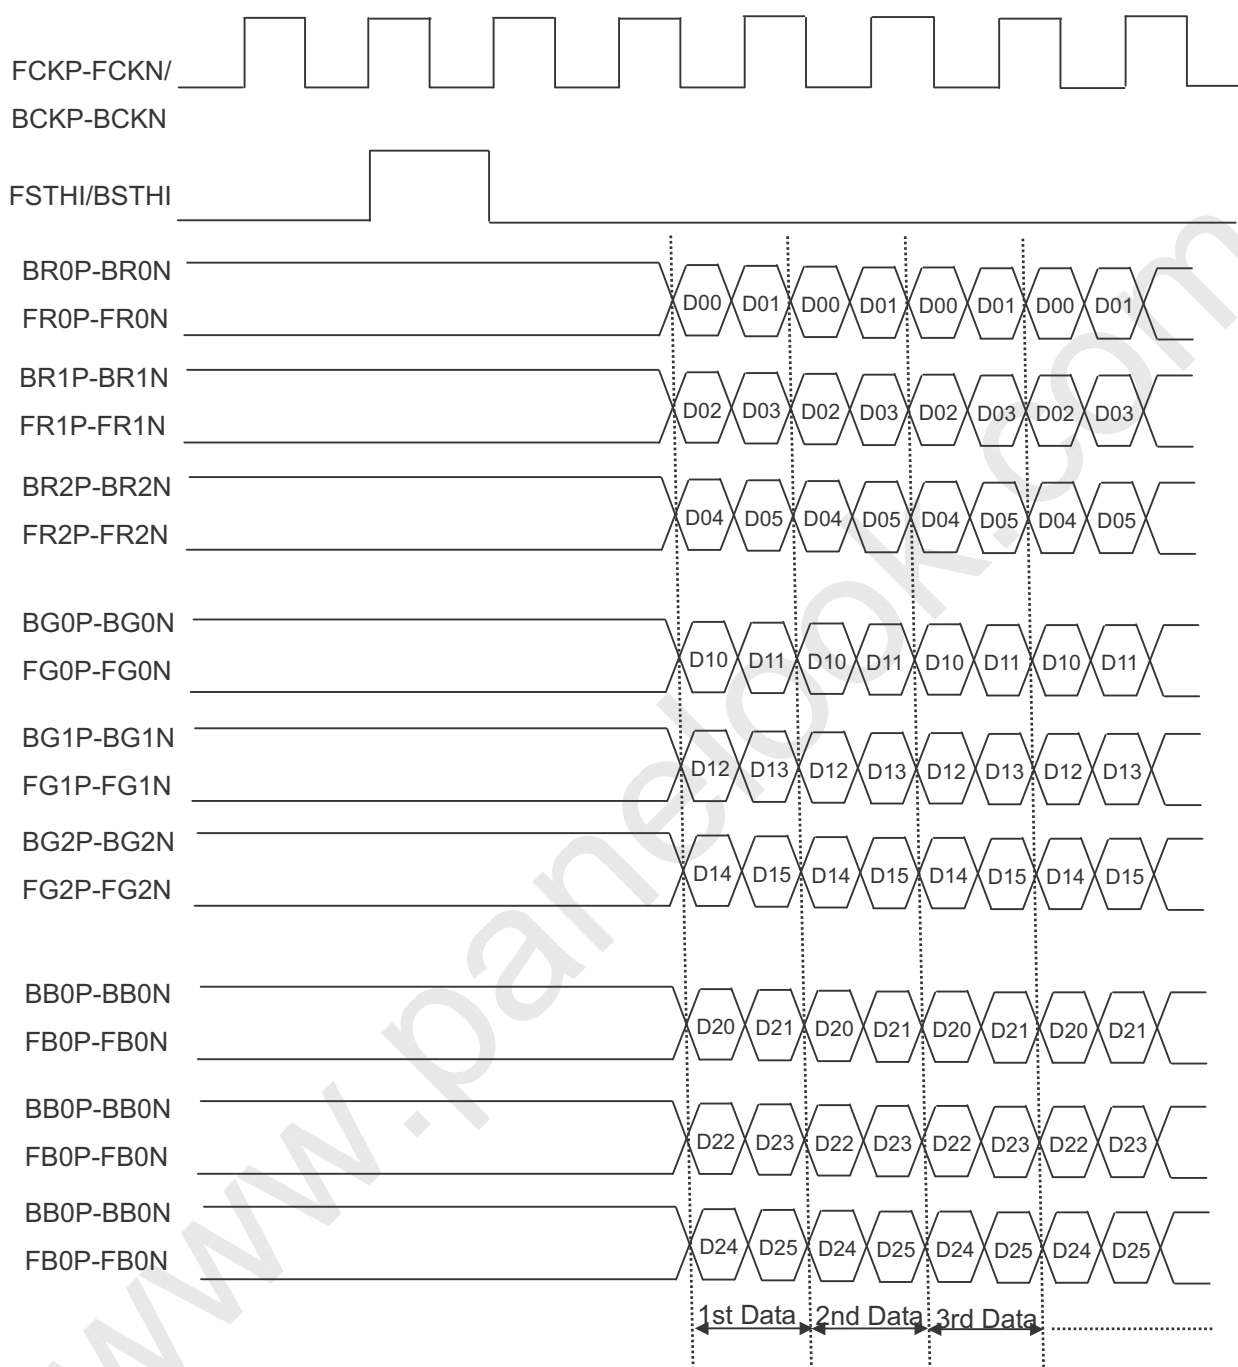 FCKP-FCKN/
BCKP-BCKN
FSTHI/BSTHI
BR0P-BR0N
FR0P-FR0N
D00 D01 D00 D01 D00 D01 D00 D01
BR1P-BR1N
FR1P-FR1N
D02 D03 D02 D03 D02 D03 D02 D03
BR2P-BR2N
FR2P-FR2N
D04 D05 D04 D05 D04 D05 D04 D05
BG0P-BG0N
FG0P-FG0N
D10 D11 D10 D11 D10 D11 D10 D11
BG1P-BG1N
FG1P-FG1N
D12 D13 D12 D13 D12 D13 D12 D13
BG2P-BG2N
FG2P-FG2N
D14 D15 D14 D15 D14 D15 D14 D15
BB0P-BB0N
FB0P-FB0N
D20 D21 D20 D21 D20 D21 D20 D21
BB0P-BB0N
FB0P-FB0N
D22 D23 D22 D23 D22 D23 D22 D23
BB0P-BB0N
FB0P-FB0N
D24 D25 D24 D25 D24 D25 D24 D25
1st Data 2nd Data 3rd Data
www.panelook.com